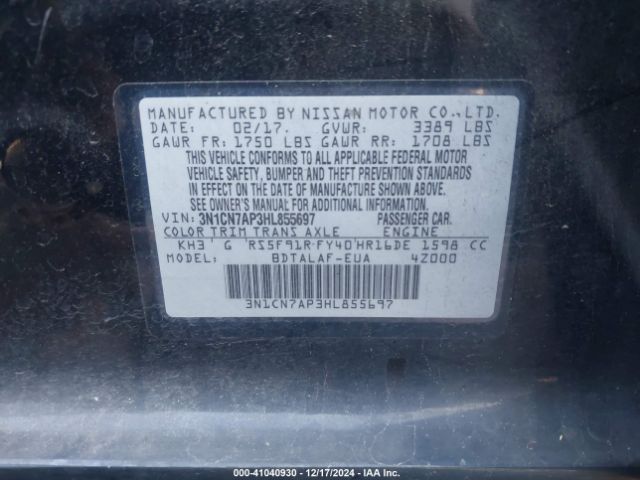 MANUFACTURED BY NISSAN MOTOR CO.,LTD.
DATE: 02/17. GVWR: 3389 LBS
GAWR FR: 1750 LBS GAWR RR: 1708 LBS
THIS VEHICLE CONFORMS TO ALL APPLICABLE FEDERAL MOTOR
VEHICLE SAFETY, BUMPER AND THEFT PREVENTION STANDARDS
IN EFFECT ON THE DATE OF MANUFACTURE SHOWN ABOVE.
SEE OWNER'S MANUAL FOR ADDITIONAL INFORMATION
VIN: 3N1CN7AP3HL855697 PASSENGER CAR.
COLOR TRIM TRANS AXLE ENGINE
KH3 G RS5F91R-FY40 HR16DE 1598 CC
MODEL: BDTALAF-EUA 4Z000
3N1CN7AP3HL855697
000-41040930 - 12/17/2024 - IAA Inc.